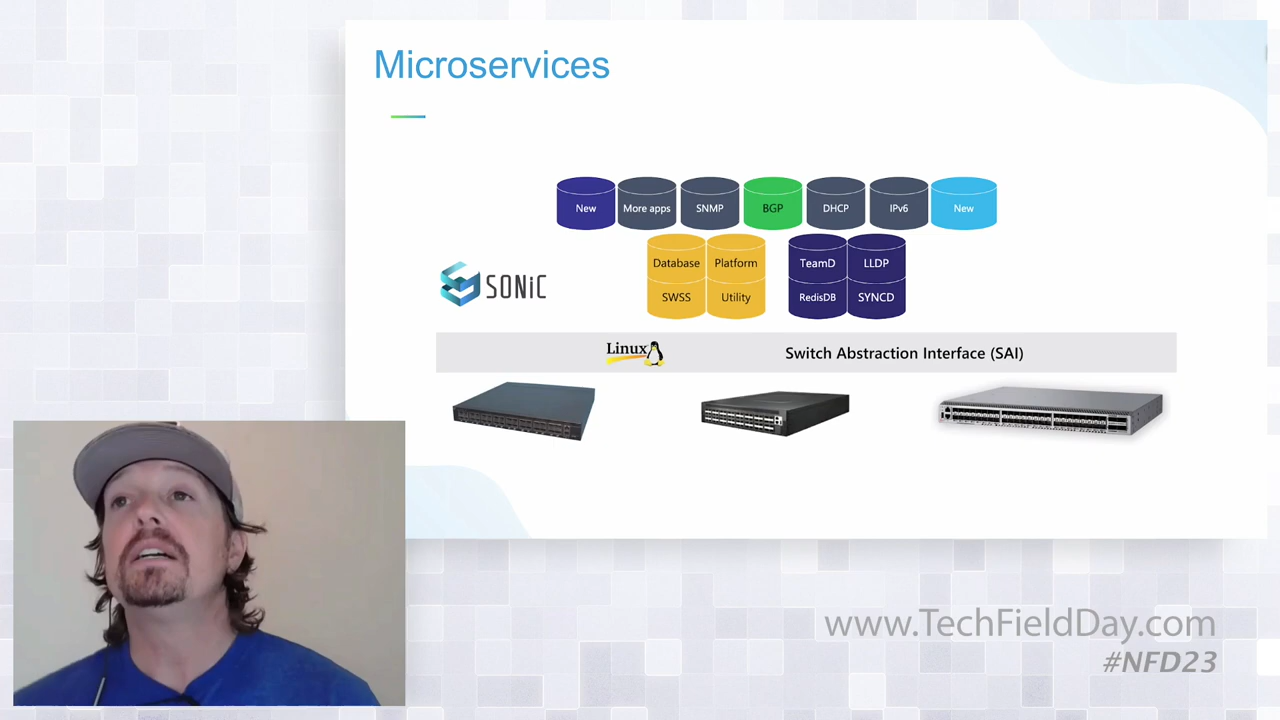 Microservices
New
More apps
SNMP
BGP
DHCP
IPv6
New
Database
Platform
TeamD
LLDP
SWSS
Utility
RedisDB
SYNCD
SONiC
Linux
Switch Abstraction Interface (SAI)
www.TechFieldDay.com
#NFD23